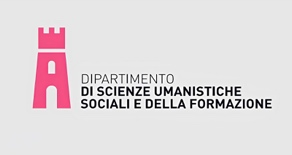 DIPARTIMENTO
DI SCIENZE UMANISTICHE
SOCIALI E DELLA FORMAZIONE